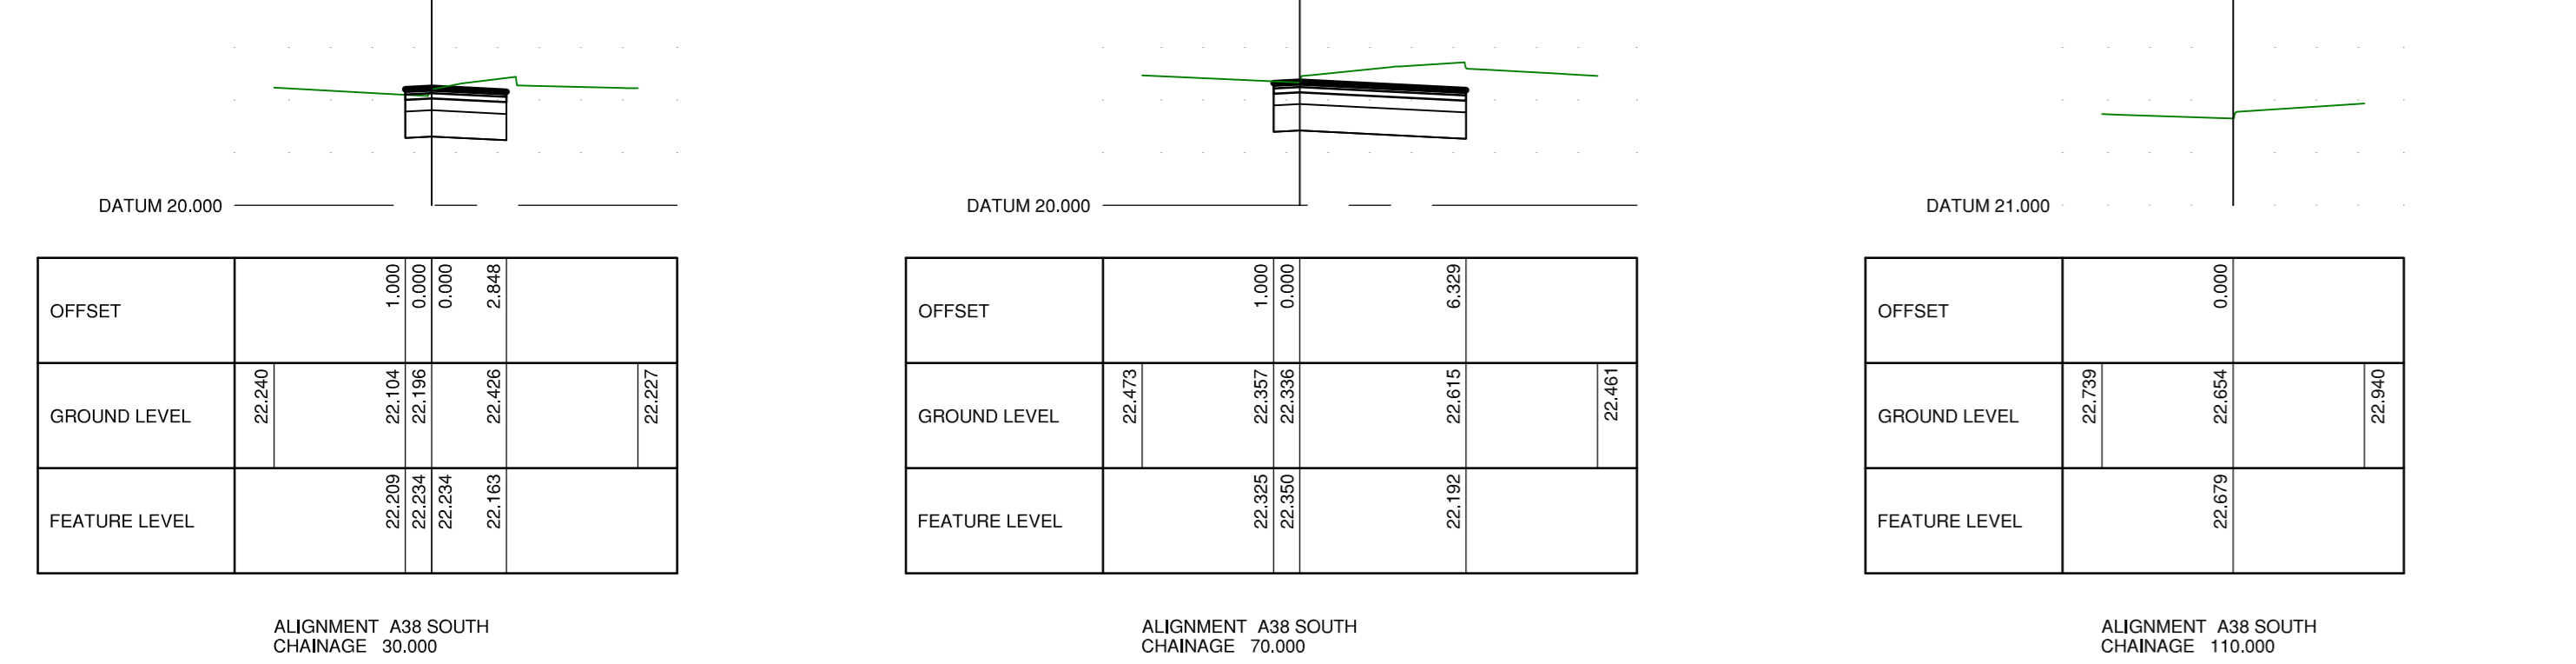 DATUM 20.000
OFFSET 1.000 0.000 0.000 2.848
GROUND LEVEL 22.240 22.104 22.196 22.426 22.227
FEATURE LEVEL 22.209 22.234 22.234 22.163
ALIGNMENT A38 SOUTH
CHAINAGE 30.000
DATUM 20.000
OFFSET 1.000 0.000 6.329
GROUND LEVEL 22.473 22.357 22.336 22.615 22.461
FEATURE LEVEL 22.325 22.350 22.192
ALIGNMENT A38 SOUTH
CHAINAGE 70.000
DATUM 21.000
OFFSET 0.000
GROUND LEVEL 22.739 22.654 22.940
FEATURE LEVEL 22.679
ALIGNMENT A38 SOUTH
CHAINAGE 110.000